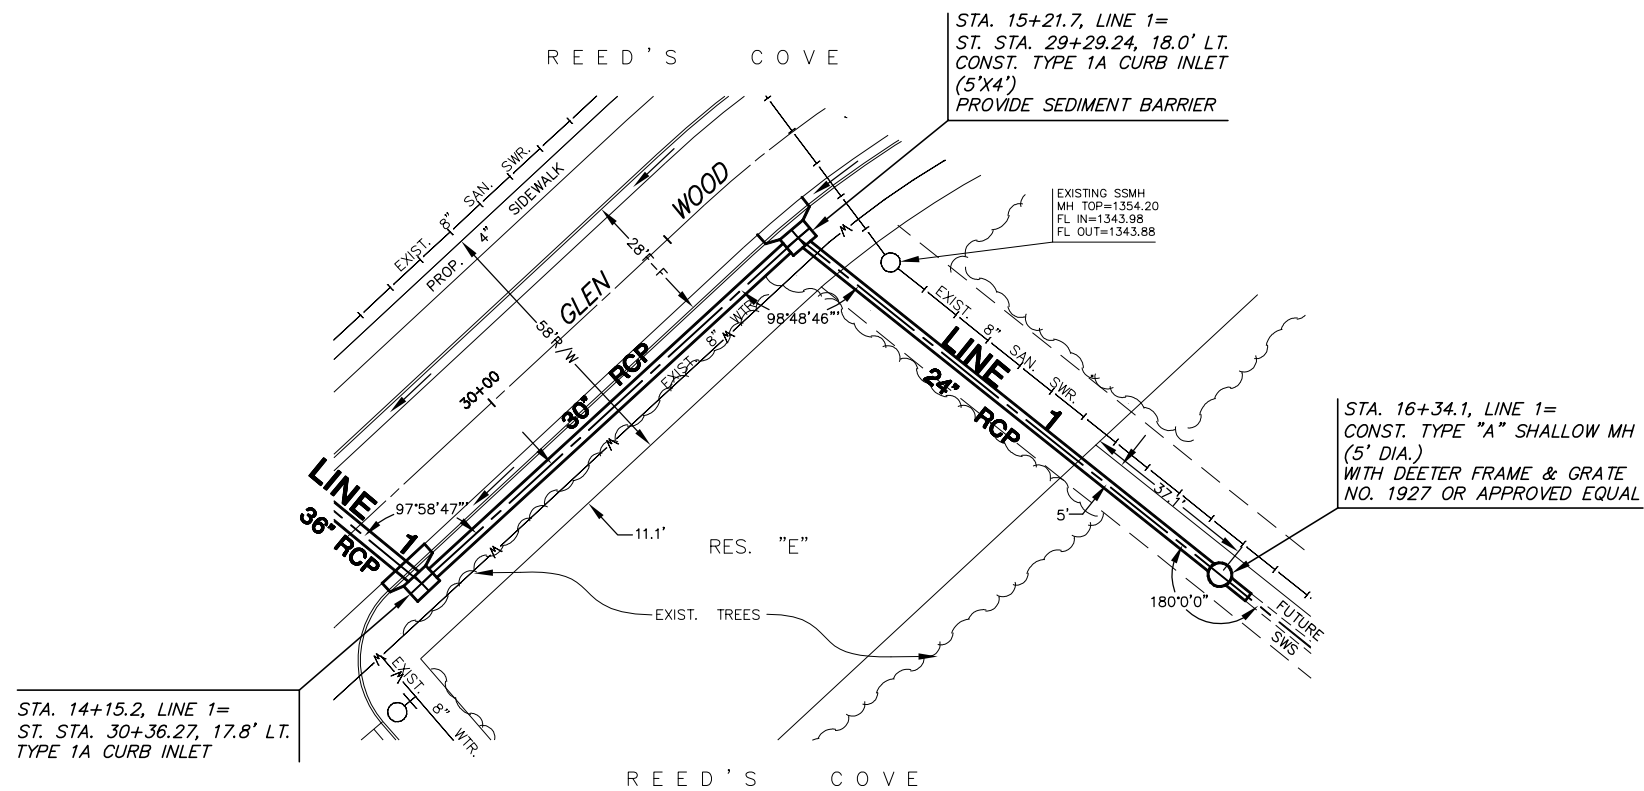 REED'S COVE
STA. 15+21.7, LINE 1=
ST. STA. 29+29.24, 18.0' LT.
CONST. TYPE 1A CURB INLET
(5'X4')
PROVIDE SEDIMENT BARRIER
EXIST. 8" SAN. SWR.
PROP. 4" SIDEWALK
GLEN WOOD
28'F-F
58'R/W
30+00
EXISTING SSMH
MH TOP=1354.20
FL IN=1343.98
FL OUT=1343.88
W
98°48'46"
EXIST. 8" WTR.
W
30" RCP
W
W
EXIST. 8" SAN. SWR.
LINE 1
24" RCP
37.1'
5'
STA. 16+34.1, LINE 1=
CONST. TYPE "A" SHALLOW MH
(5' DIA.)
WITH DEETER FRAME & GRATE
NO. 1927 OR APPROVED EQUAL
LINE 1
36" RCP
97°58'47"
11.1'
RES. "E"
EXIST. TREES
180°0'0"
FUTURE
SWS
W
W
EXIST. 8" WTR.
STA. 14+15.2, LINE 1=
ST. STA. 30+36.27, 17.8' LT.
TYPE 1A CURB INLET
REED'S COVE